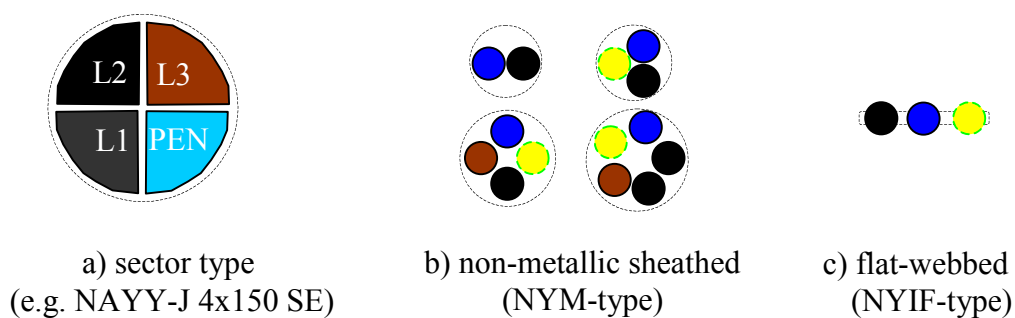 L2 L3
L1 PEN
a) sector type
(e.g. NAYY-J 4x150 SE)
b) non-metallic sheathed
(NYM-type)
c) flat-webbed
(NYIF-type)